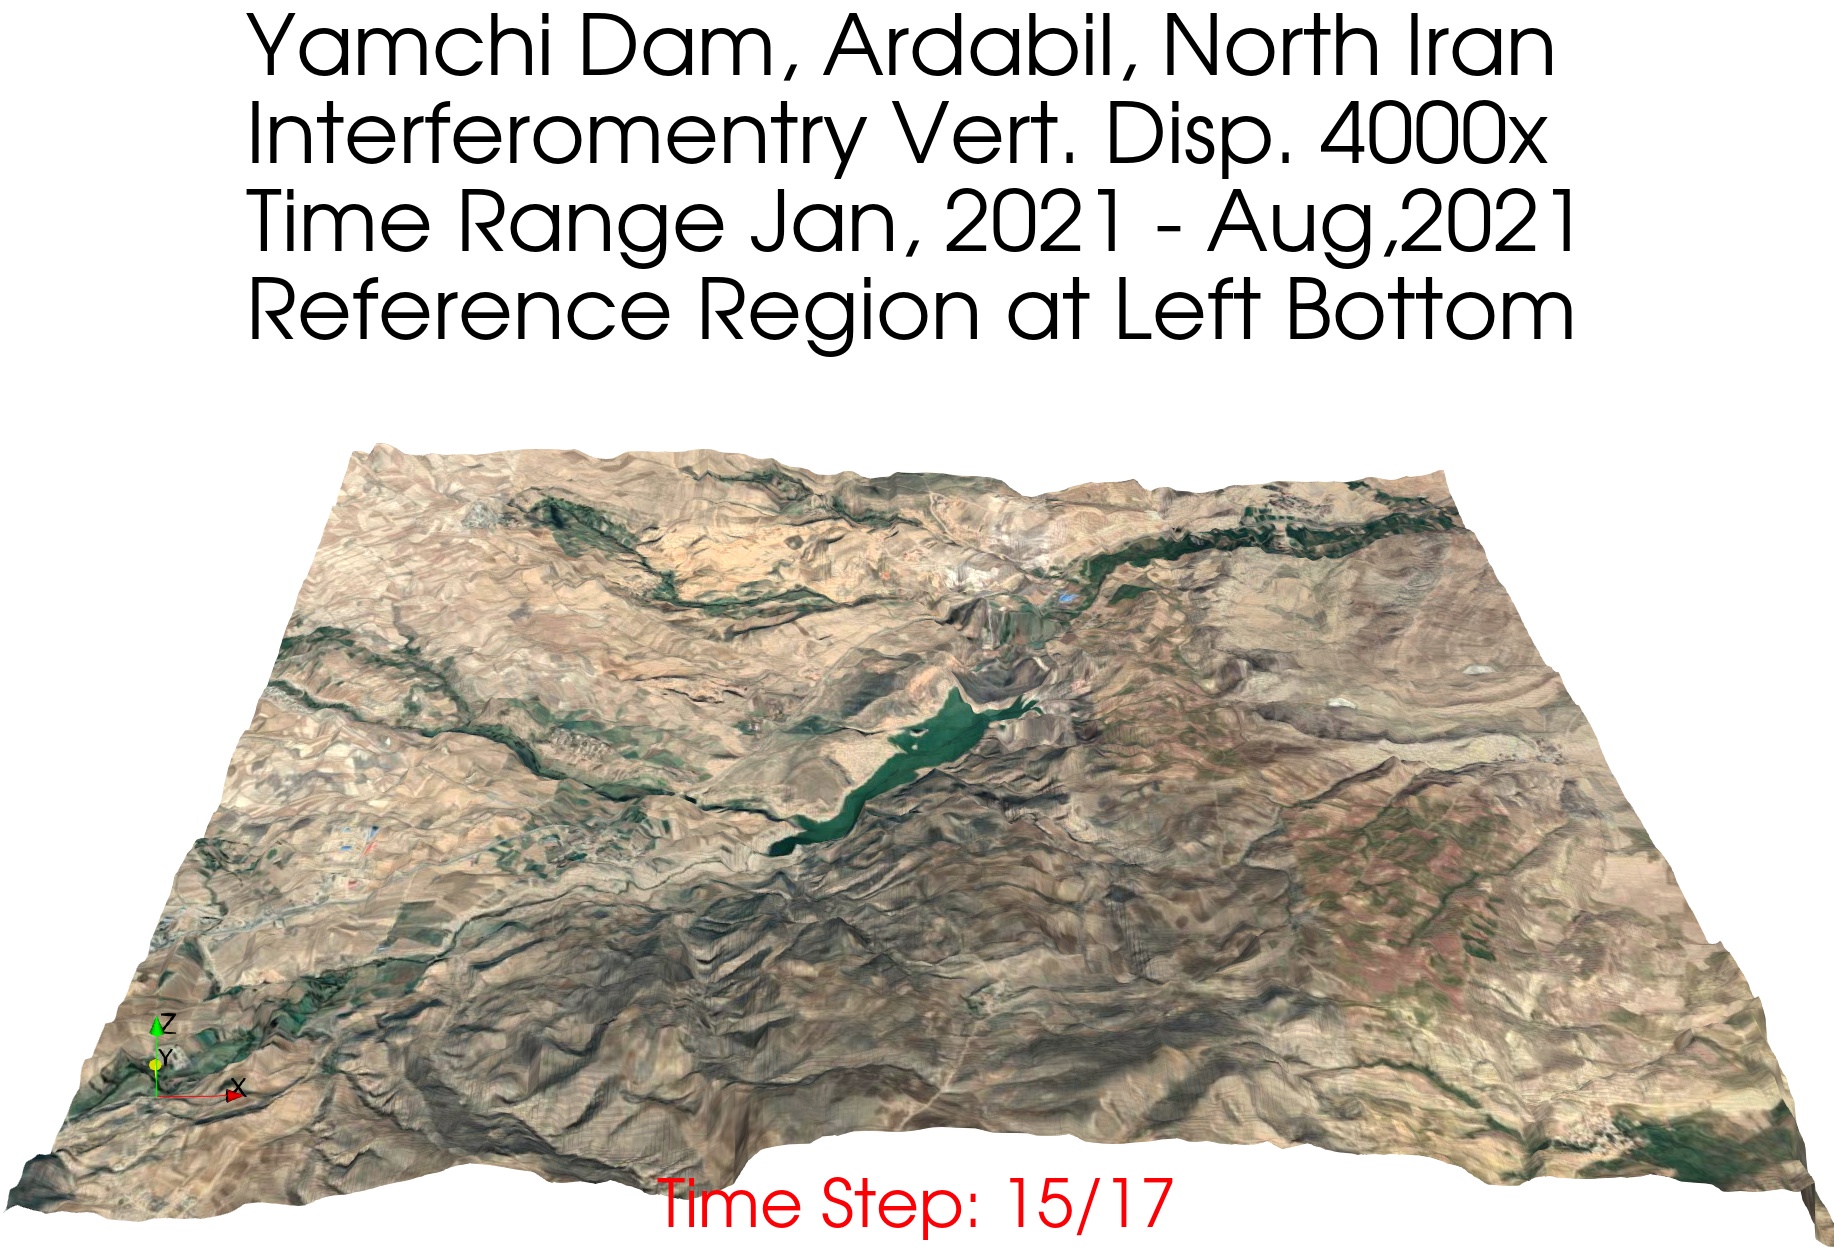 Yamchi Dam, Ardabil, North Iran
Interferomentry Vert. Disp. 4000x
Time Range Jan, 2021 - Aug,2021
Reference Region at Left Bottom
Z
Y
X
Time Step: 15/17